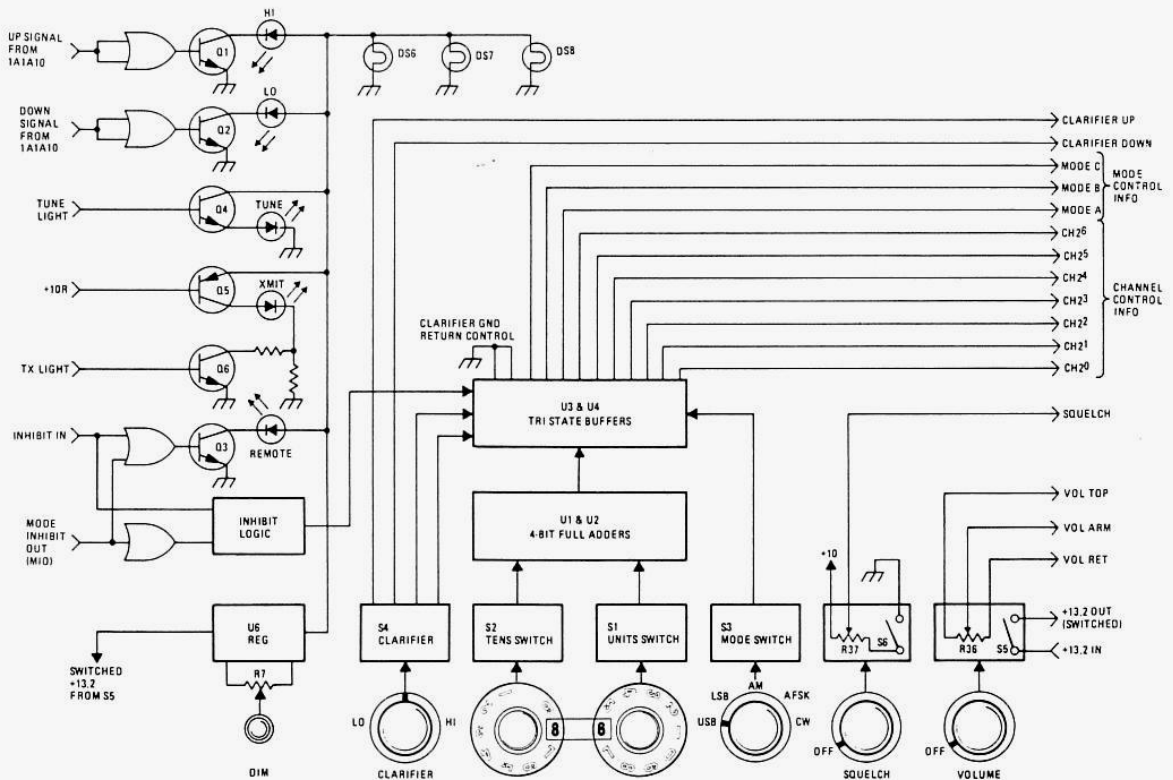 UP SIGNAL
FROM
1A1A10
Q1
HI
DS6
DS7
DS8
DOWN
SIGNAL
FROM
1A1A10
Q2
LO
TUNE
LIGHT
Q4
TUNE
+10R
Q5
XMIT
TX LIGHT
Q6
INHIBIT IN
Q3
REMOTE
MODE
INHIBIT
OUT
(MIO)
INHIBIT
LOGIC
CLARIFIER UP
CLARIFIER DOWN
MODE C
MODE B
MODE A
MODE
CONTROL
INFO
CH2⁶
CH2⁵
CH2⁴
CH2³
CH2²
CH2¹
CH2⁰
CHANNEL
CONTROL
INFO
CLARIFIER GND
RETURN CONTROL
U3 & U4
TRI STATE BUFFERS
U1 & U2
4-BIT FULL ADDERS
SQUELCH
VOL TOP
VOL ARM
VOL RET
+13.2 OUT
(SWITCHED)
+13.2 IN
U6
REG
R7
SWITCHED
+13.2
FROM S5
DIM
S4
CLARIFIER
LO
HI
CLARIFIER
S2
TENS SWITCH
S1
UNITS SWITCH
8
8
S3
MODE SWITCH
USB
LSB
AM
AFSK
CW
+10
R37
S6
OFF
SQUELCH
R36
S5
OFF
VOLUME